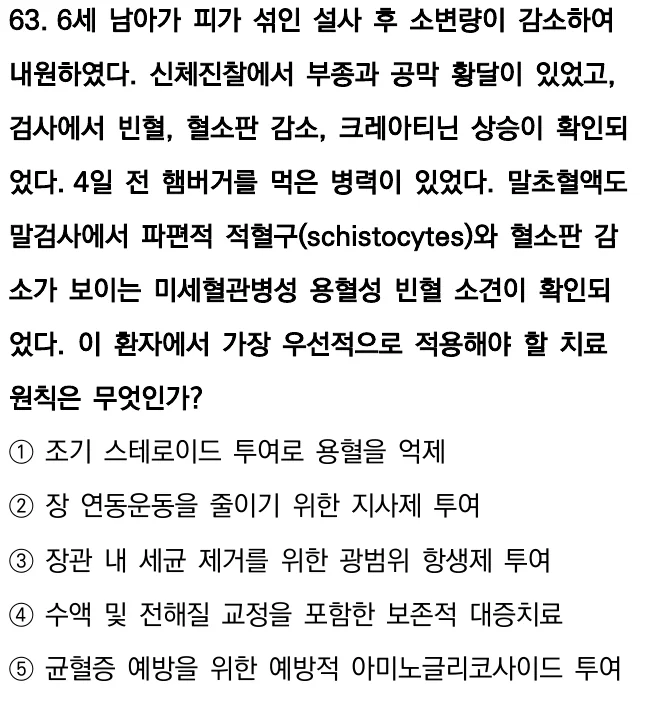 63. 6세 남아가 피가 섞인 설사 후 소변량이 감소하여
내원하였다. 신체진찰에서 부종과 공막 황달이 있었고,
검사에서 빈혈, 혈소판 감소, 크레아티닌 상승이 확인되
었다. 4일 전 햄버거를 먹은 병력이 있었다. 말초혈액도
말검사에서 파편적 적혈구(schistocytes)와 혈소판 감
소가 보이는 미세혈관병성 용혈성 빈혈 소견이 확인되
었다. 이 환자에서 가장 우선적으로 적용해야 할 치료
원칙은 무엇인가?
① 조기 스테로이드 투여로 용혈을 억제
② 장 연동운동을 줄이기 위한 지사제 투여
③ 장관 내 세균 제거를 위한 광범위 항생제 투여
④ 수액 및 전해질 교정을 포함한 보존적 대증치료
⑤ 균혈증 예방을 위한 예방적 아미노글리코사이드 투여